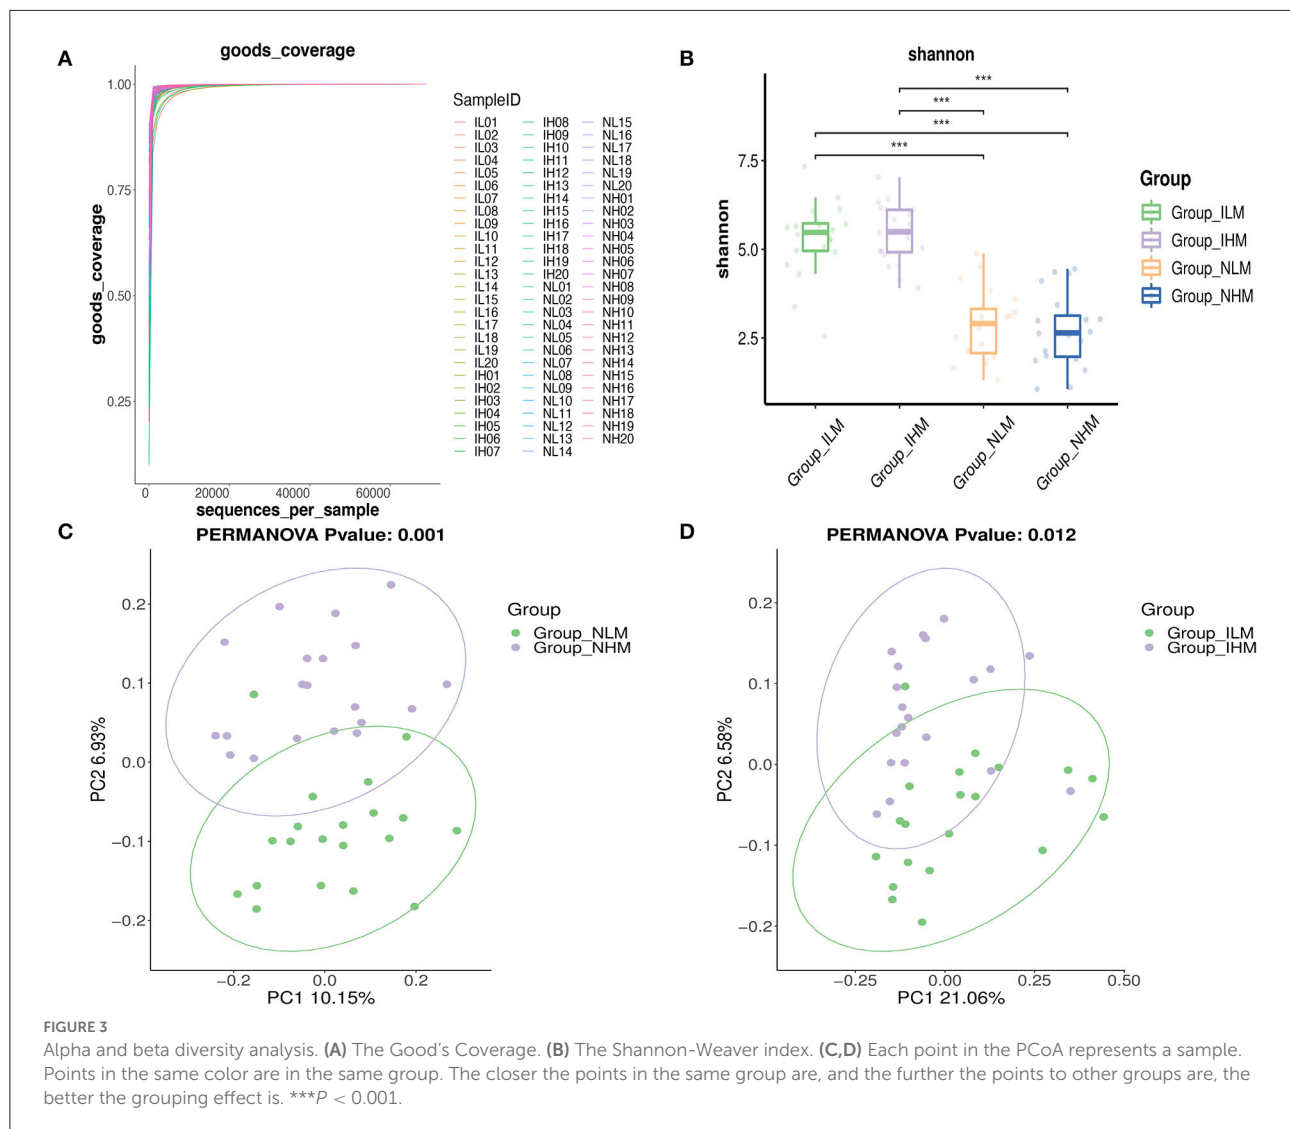 A
goods_coverage
goods_coverage
1.00
0.75
0.50
0.25
0
20000
40000
60000
sequences_per_sample
SampleID
IL01
IL02
IL03
IL04
IL05
IL06
IL07
IL08
IL09
IL10
IL11
IL12
IL13
IL14
IL15
IL16
IL17
IL18
IL19
IL20
IH01
IH02
IH03
IH04
IH05
IH06
IH07
IH08
IH09
IH10
IH11
IH12
IH13
IH14
IH15
IH16
IH17
IH18
IH19
IH20
NL01
NL02
NL03
NL04
NL05
NL06
NL07
NL08
NL09
NL10
NL11
NL12
NL13
NL14
NL15
NL16
NL17
NL18
NL19
NL20
NH01
NH02
NH03
NH04
NH05
NH06
NH07
NH08
NH09
NH10
NH11
NH12
NH13
NH14
NH15
NH16
NH17
NH18
NH19
NH20
B
shannon
shannon
7.5
5.0
2.5
***
***
***
***
Group_ILM
Group_IHM
Group_NLM
Group_NHM
Group
Group_ILM
Group_IHM
Group_NLM
Group_NHM
C
PERMANOVA Pvalue: 0.001
PC2 6.93%
0.2
0.1
0.0
−0.1
−0.2
−0.2
0.0
0.2
PC1 10.15%
Group
Group_NLM
Group_NHM
D
PERMANOVA Pvalue: 0.012
PC2 6.58%
0.2
0.1
0.0
−0.1
−0.2
−0.25
0.00
0.25
0.50
PC1 21.06%
Group
Group_ILM
Group_IHM
FIGURE 3
Alpha and beta diversity analysis. (A) The Good's Coverage. (B) The Shannon-Weaver index. (C,D) Each point in the PCoA represents a sample.
Points in the same color are in the same group. The closer the points in the same group are, and the further the points to other groups are, the
better the grouping effect is. ***P < 0.001.